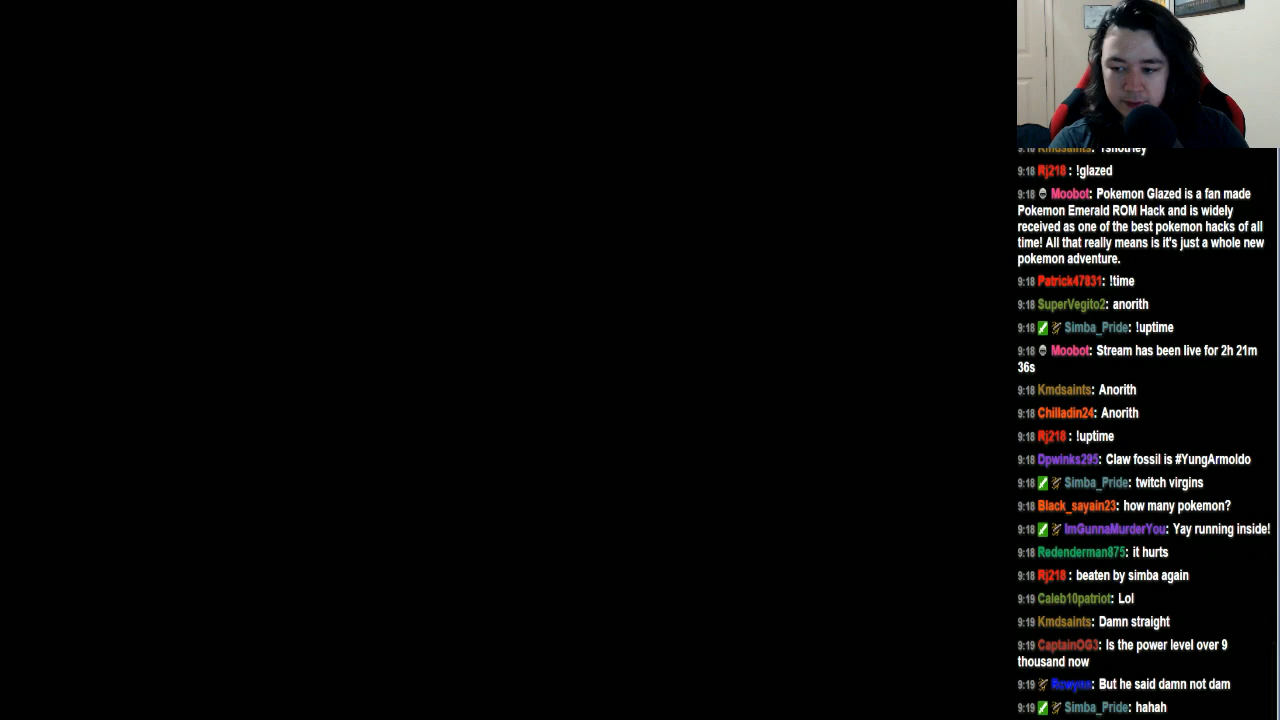 9:18 Kmdsaints:
9:18 Rj218 : !glazed
9:18 Moobot: Pokemon Glazed is a fan made
Pokemon Emerald ROM Hack and is widely
received as one of the best pokemon hacks of all
time! All that really means is it's just a whole new
pokemon adventure.
9:18 Patrick47831: !time
9:18 SuperVegito2: anorith
9:18 Simba_Pride: !uptime
9:18 Moobot: Stream has been live for 2h 21m
36s
9:18 Kmdsaints: Anorith
9:18 Chilladin24: Anorith
9:18 Rj218 : !uptime
9:18 Dpwinks295: Claw fossil is #YungArmoldo
9:18 Simba_Pride: twitch virgins
9:18 Black_sayain23: how many pokemon?
9:18 ImGunnaMurderYou: Yay running inside!
9:18 Redenderman875: it hurts
9:18 Rj218 : beaten by simba again
9:19 Caleb10patriot: Lol
9:19 Kmdsaints: Damn straight
9:19 CaptainOG3: Is the power level over 9
thousand now
9:19 Rowyns: But he said damn not dam
9:19 Simba_Pride: hahah